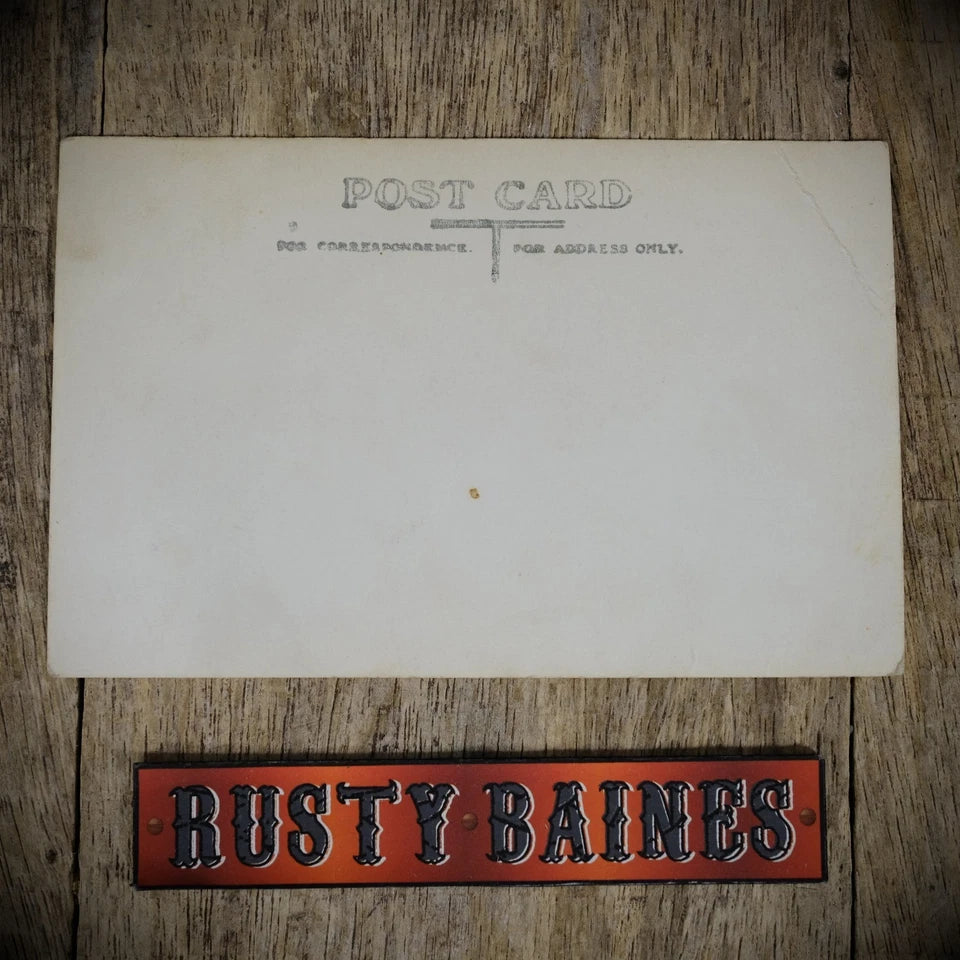 POST CARD
FOR CORRESPONDENCE. FOR ADDRESS ONLY.
RUSTY BAINES